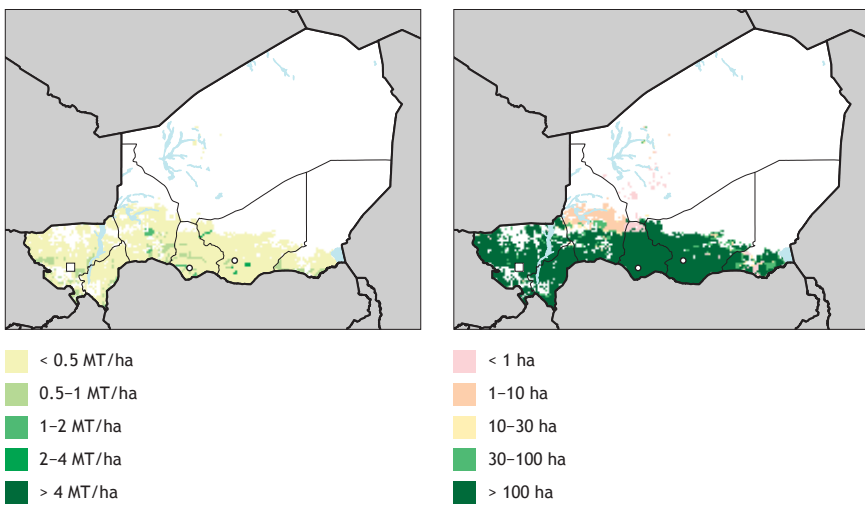 < 0.5 MT/ha
0.5–1 MT/ha
1–2 MT/ha
2–4 MT/ha
> 4 MT/ha
< 1 ha
1–10 ha
10–30 ha
30–100 ha
> 100 ha